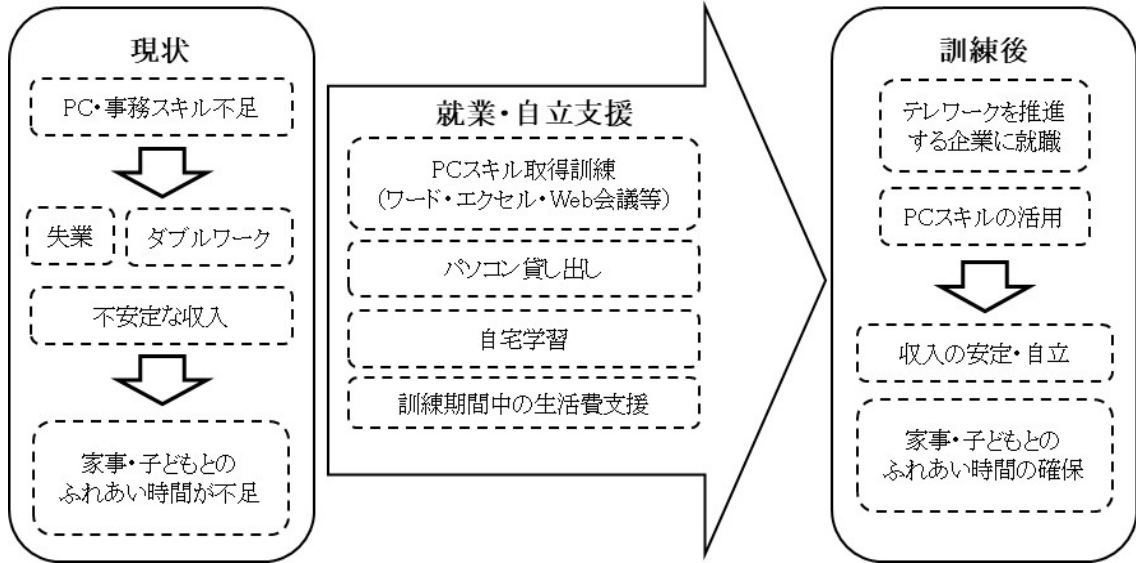 現状
PC・事務スキル不足
失業
ダブルワーク
不安定な収入
家事・子どもとの
ふれあい時間が不足
就業・自立支援
PCスキル取得訓練
(ワード・エクセル・Web会議等)
パソコン貸し出し
自宅学習
訓練期間中の生活費支援
訓練後
テレワークを推進
する企業に就職
PCスキルの活用
収入の安定・自立
家事・子どもとの
ふれあい時間の確保